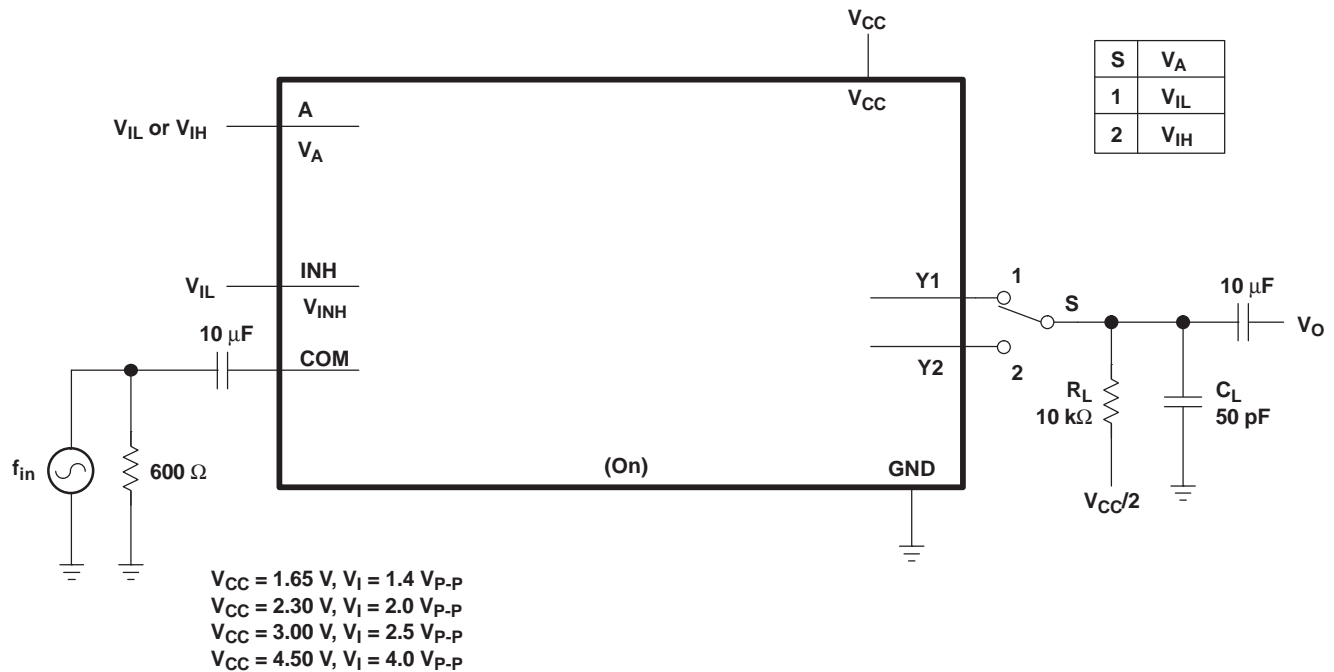 VCC
S VA
1 VIL
2 VIH
VCC
A
VIL or VIH
VA
INH
VIL
VINH
10 μF
COM
Y1
1
S
10 μF
VO
Y2
2
RL
10 kΩ
CL
50 pF
fin
600 Ω
(On)
GND
VCC/2
VCC = 1.65 V, VI = 1.4 VP-P
VCC = 2.30 V, VI = 2.0 VP-P
VCC = 3.00 V, VI = 2.5 VP-P
VCC = 4.50 V, VI = 4.0 VP-P